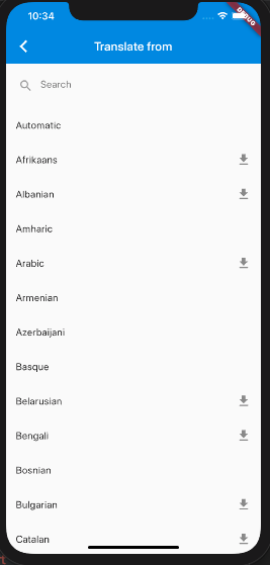 10:34
DEBUG
Translate from
Search
Automatic
Afrikaans
Albanian
Amharic
Arabic
Armenian
Azerbaijani
Basque
Belarusian
Bengali
Bosnian
Bulgarian
Catalan